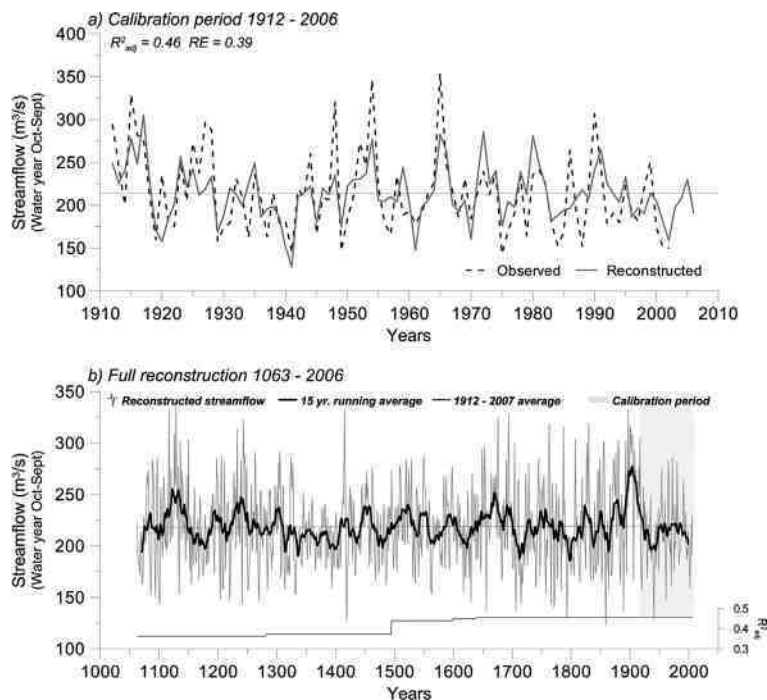 a) Calibration period 1912 - 2006
R²adj = 0.46 RE = 0.39
400
350
300
250
200
150
100
Streamflow (m³/s)
(Water year Oct-Sept)
Observed
Reconstructed
1910 1920 1930 1940 1950 1960 1970 1980 1990 2000 2010
Years
b) Full reconstruction 1063 - 2006
350
300
250
200
150
100
Streamflow (m³/s)
(Water year Oct-Sept)
Reconstructed streamflow 15 yr. running average 1912 - 2007 average Calibration period
0.5
0.4
0.3
R²adj
1000 1100 1200 1300 1400 1500 1600 1700 1800 1900 2000
Years